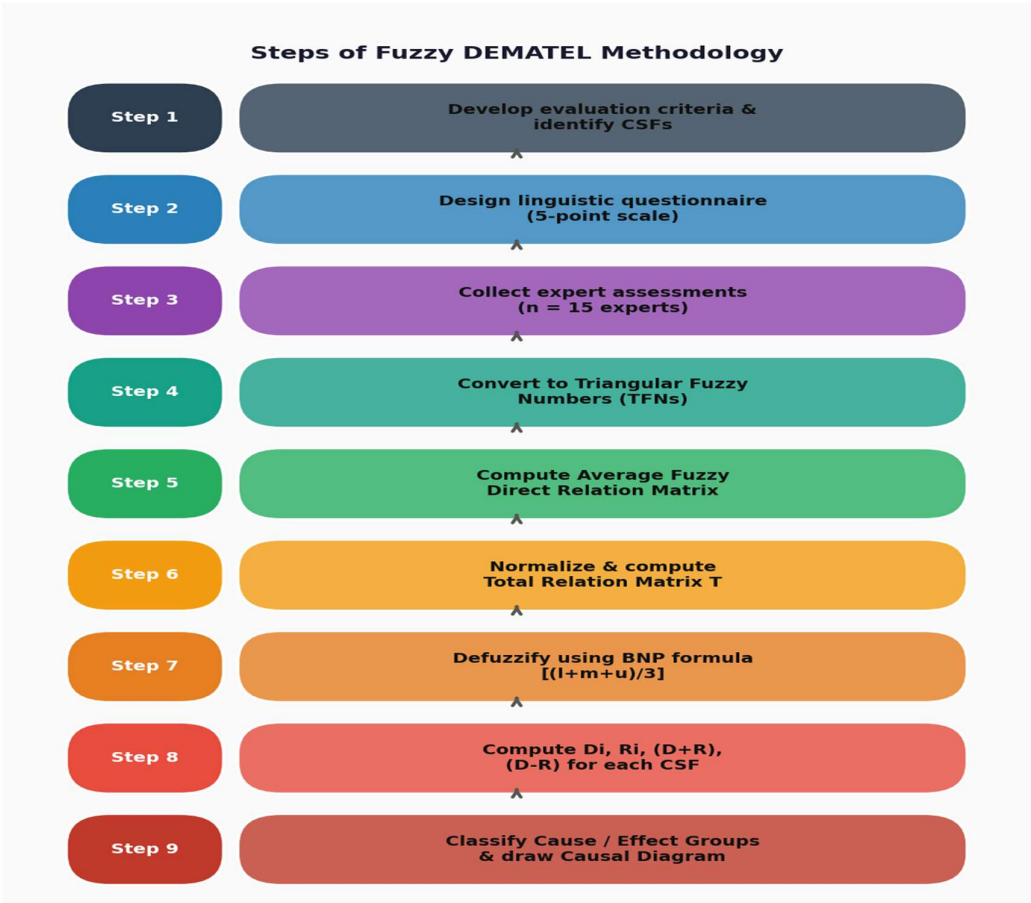 Steps of Fuzzy DEMATEL Methodology
Step 1
Develop evaluation criteria &
identify CSFs
Step 2
Design linguistic questionnaire
(5-point scale)
Step 3
Collect expert assessments
(n = 15 experts)
Step 4
Convert to Triangular Fuzzy
Numbers (TFNs)
Step 5
Compute Average Fuzzy
Direct Relation Matrix
Step 6
Normalize & compute
Total Relation Matrix T
Step 7
Defuzzify using BNP formula
[(l+m+u)/3]
Step 8
Compute Di, Ri, (D+R),
(D-R) for each CSF
Step 9
Classify Cause / Effect Groups
& draw Causal Diagram